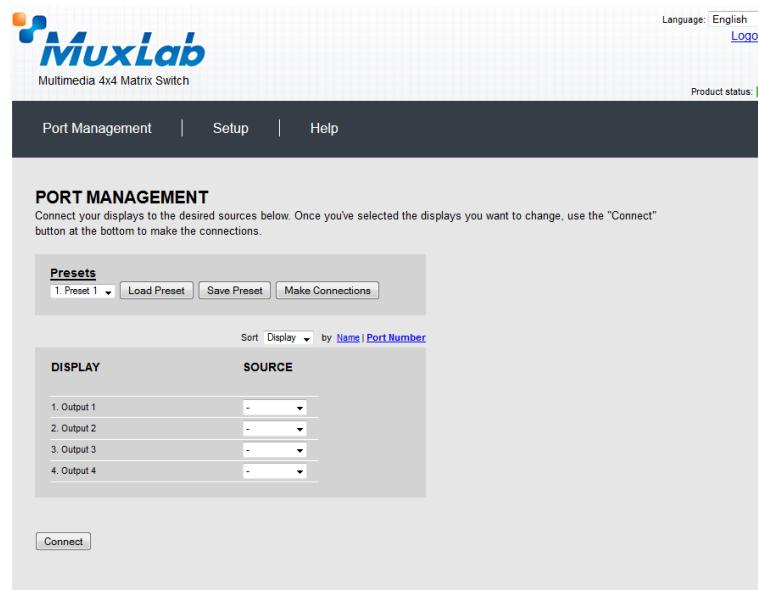 Language: English
MuxLab
Logo
Multimedia 4x4 Matrix Switch
Product status:
Port Management | Setup | Help
PORT MANAGEMENT
Connect your displays to the desired sources below. Once you've selected the displays you want to change, use the "Connect"
button at the bottom to make the connections.
Presets
1. Preset 1 Load Preset Save Preset Make Connections
Sort Display by Name | Port Number
DISPLAY SOURCE
1. Output 1 -
2. Output 2 -
3. Output 3 -
4. Output 4 -
Connect